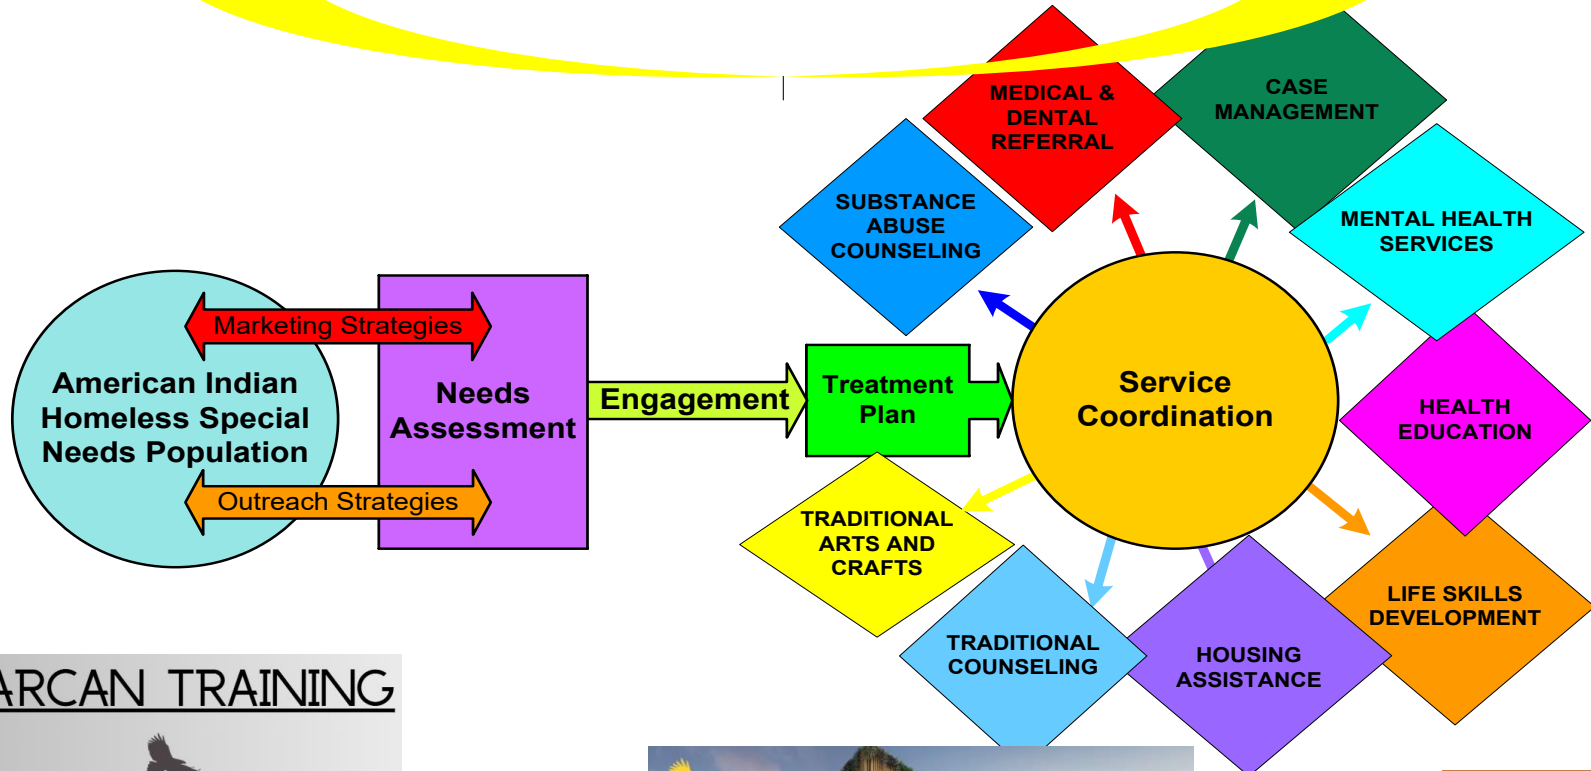 MEDICAL &
DENTAL
REFERRAL
CASE
MANAGEMENT
SUBSTANCE
ABUSE
COUNSELING
MENTAL HEALTH
SERVICES
Marketing Strategies
American Indian
Homeless Special
Needs Population
Needs
Assessment
Engagement
Treatment
Plan
Service
Coordination
HEALTH
EDUCATION
Outreach Strategies
TRADITIONAL
ARTS AND
CRAFTS
LIFE SKILLS
DEVELOPMENT
TRADITIONAL
COUNSELING
HOUSING
ASSISTANCE
ARCAN TRAINING